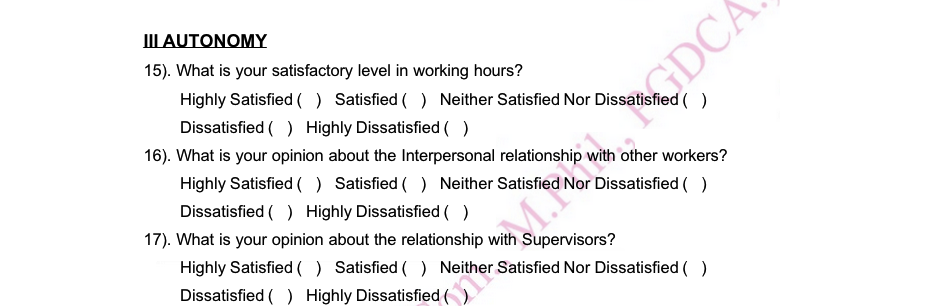 III AUTONOMY
15). What is your satisfactory level in working hours?
Highly Satisfied ( ) Satisfied ( ) Neither Satisfied Nor Dissatisfied ( )
Dissatisfied ( ) Highly Dissatisfied ( )
16). What is your opinion about the Interpersonal relationship with other workers?
Highly Satisfied ( ) Satisfied ( ) Neither Satisfied Nor Dissatisfied ( )
Dissatisfied ( ) Highly Dissatisfied ( )
17). What is your opinion about the relationship with Supervisors?
Highly Satisfied ( ) Satisfied ( ) Neither Satisfied Nor Dissatisfied ( )
Dissatisfied ( ) Highly Dissatisfied ( )
M.Phil., PGDCA.,